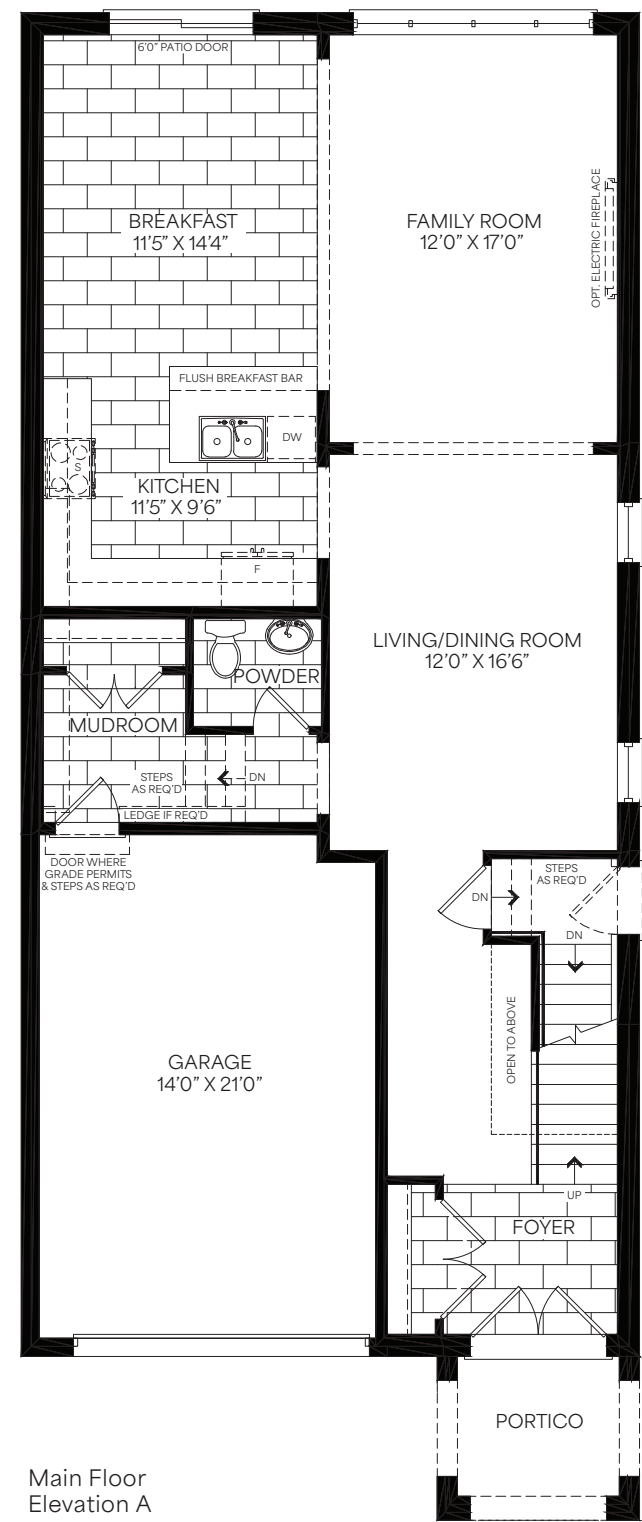 6'0" PATIO DOOR
BREAKFAST
11'5" X 14'4"
FAMILY ROOM
12'0" X 17'0"
OPT. ELECTRIC FIREPLACE
FLUSH BREAKFAST BAR
DW
S
KITCHEN
11'5" X 9'6"
F
LIVING/DINING ROOM
12'0" X 16'6"
POWDER
MUDROOM
STEPS
AS REQ'D
DN
LEDGE IF REQ'D
DOOR WHERE
GRADE PERMITS
& STEPS AS REQ'D
STEPS
AS REQ'D
DN
DN
OPEN TO ABOVE
GARAGE
14'0" X 21'0"
UP
FOYER
PORTICO
Main Floor
Elevation A